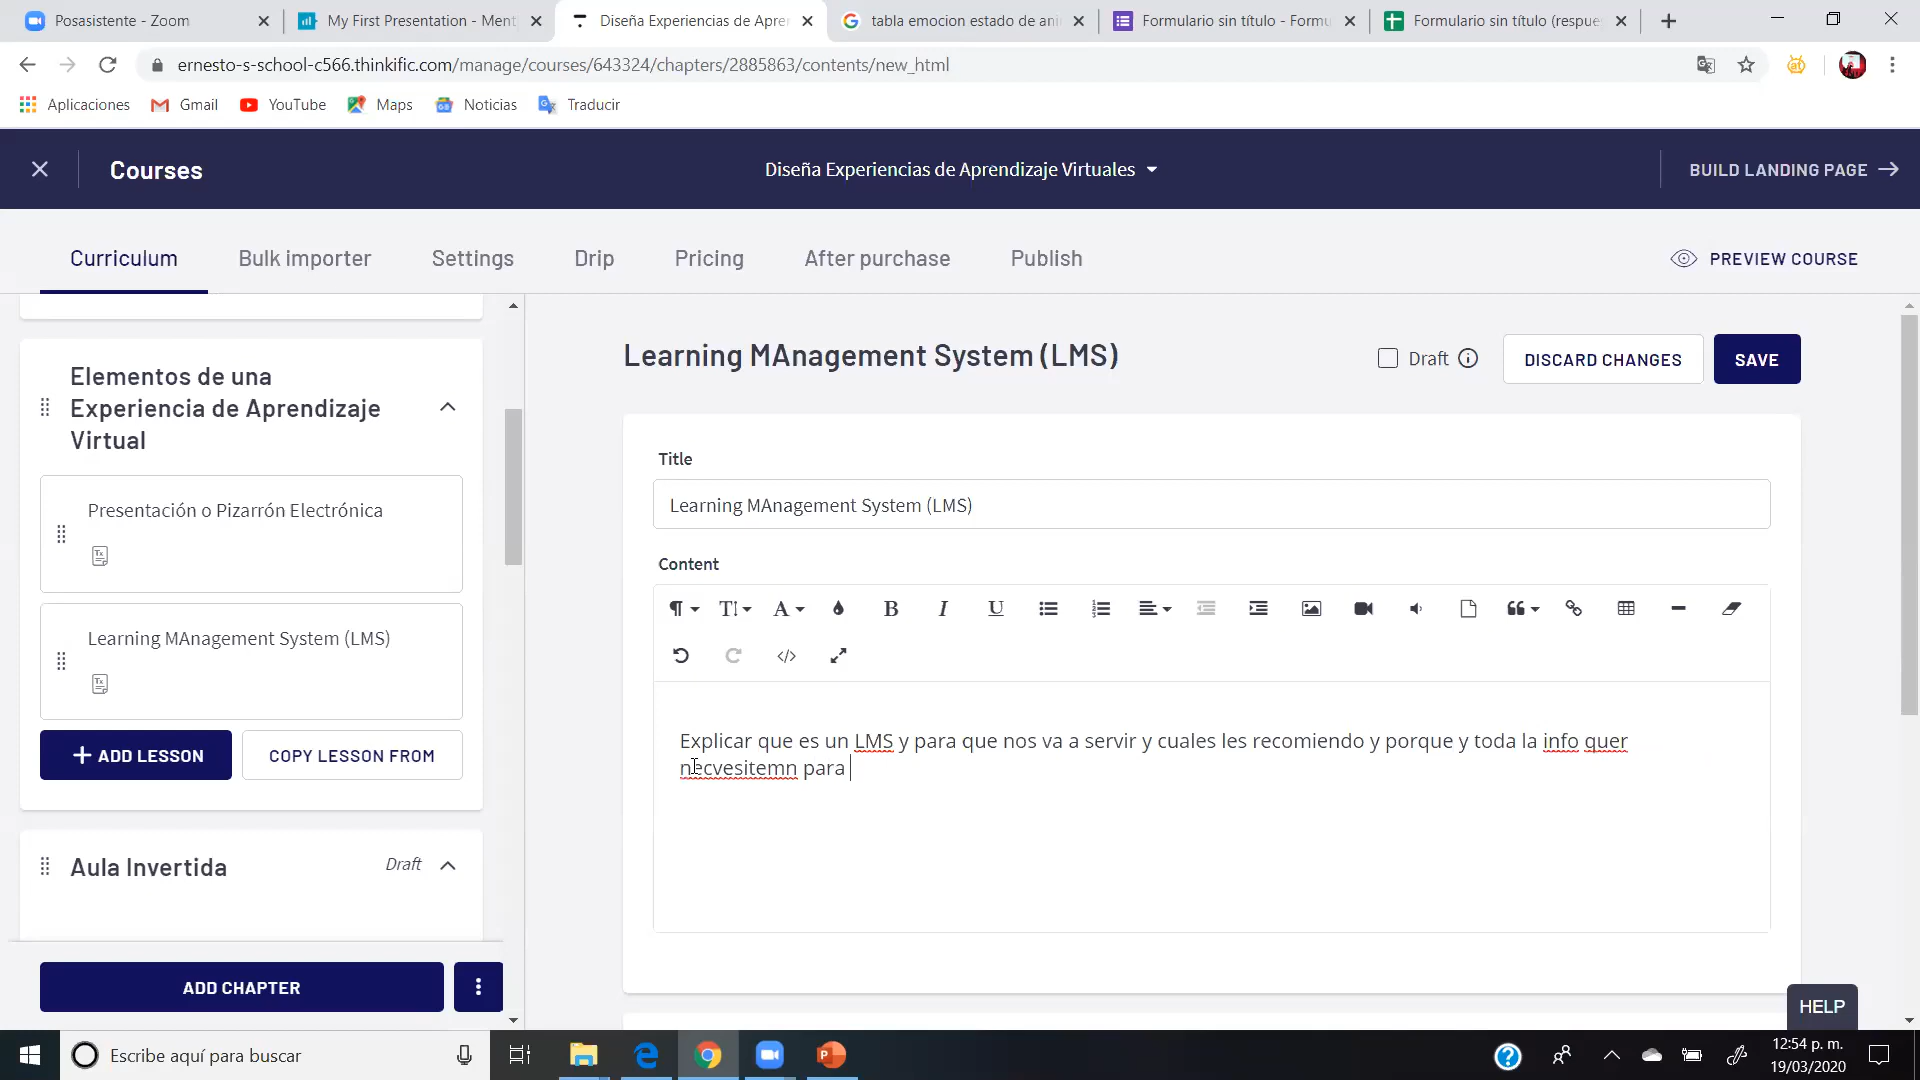 Posasistente - Zoom
My First Presentation - Ment
Diseña Experiencias de Apre
tabla emocion estado de ani
Formulario sin título - Formu
Formulario sin título (respue
ernesto-s-school-c566.thinkific.com/manage/courses/643324/chapters/2885863/contents/new_html
Aplicaciones
Gmail
YouTube
Maps
Noticias
Traducir
Courses
Diseña Experiencias de Aprendizaje Virtuales
BUILD LANDING PAGE
Curriculum
Bulk importer
Settings
Drip
Pricing
After purchase
Publish
PREVIEW COURSE
Elementos de una
Experiencia de Aprendizaje
Virtual
Presentación o Pizarrón Electrónica
Learning MAnagement System (LMS)
+ ADD LESSON
COPY LESSON FROM
Aula Invertida
Draft
ADD CHAPTER
Learning MAnagement System (LMS)
Draft
DISCARD CHANGES
SAVE
Title
Learning MAnagement System (LMS)
Content
Explicar que es un LMS y para que nos va a servir y cuales les recomiendo y porque y toda la info quer
necvesitemn para
HELP
Escribe aquí para buscar
12:54 p. m.
19/03/2020